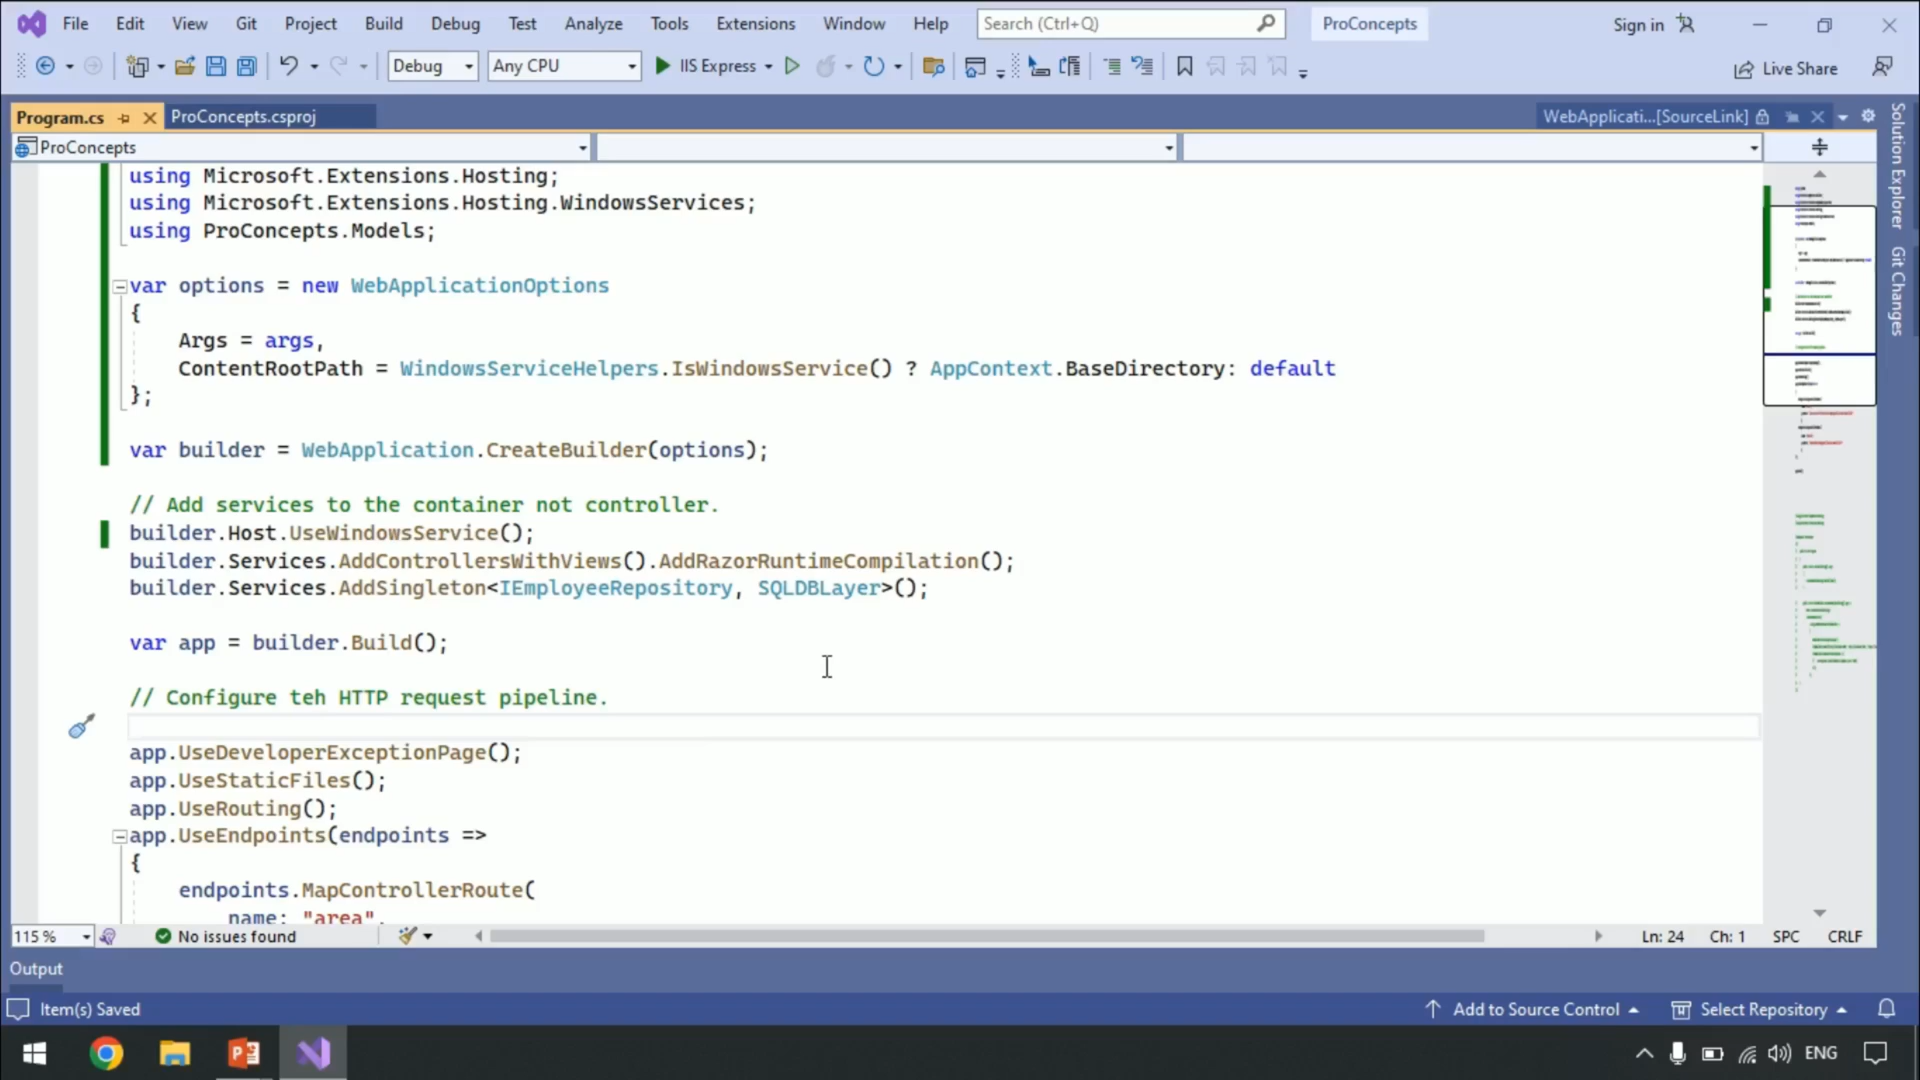 File Edit View Git Project Build Debug Test Analyze Tools Extensions Window Help Search (Ctrl+Q) ProConcepts Sign in
Debug Any CPU IIS Express Live Share
Program.cs ProConcepts.csproj WebApplicati...[SourceLink]
ProConcepts
using Microsoft.Extensions.Hosting;
using Microsoft.Extensions.Hosting.WindowsServices;
using ProConcepts.Models;
var options = new WebApplicationOptions
{
Args = args,
ContentRootPath = WindowsServiceHelpers.IsWindowsService() ? AppContext.BaseDirectory: default
};
var builder = WebApplication.CreateBuilder(options);
// Add services to the container not controller.
builder.Host.UseWindowsService();
builder.Services.AddControllersWithViews().AddRazorRuntimeCompilation();
builder.Services.AddSingleton<IEmployeeRepository, SQLDBLayer>();
var app = builder.Build();
// Configure teh HTTP request pipeline.
app.UseDeveloperExceptionPage();
app.UseStaticFiles();
app.UseRouting();
app.UseEndpoints(endpoints =>
{
endpoints.MapControllerRoute(
name: "area",
115 % No issues found Ln: 24 Ch: 1 SPC CRLF
Output
Item(s) Saved Add to Source Control Select Repository
ENG
Solution Explorer
Git Changes